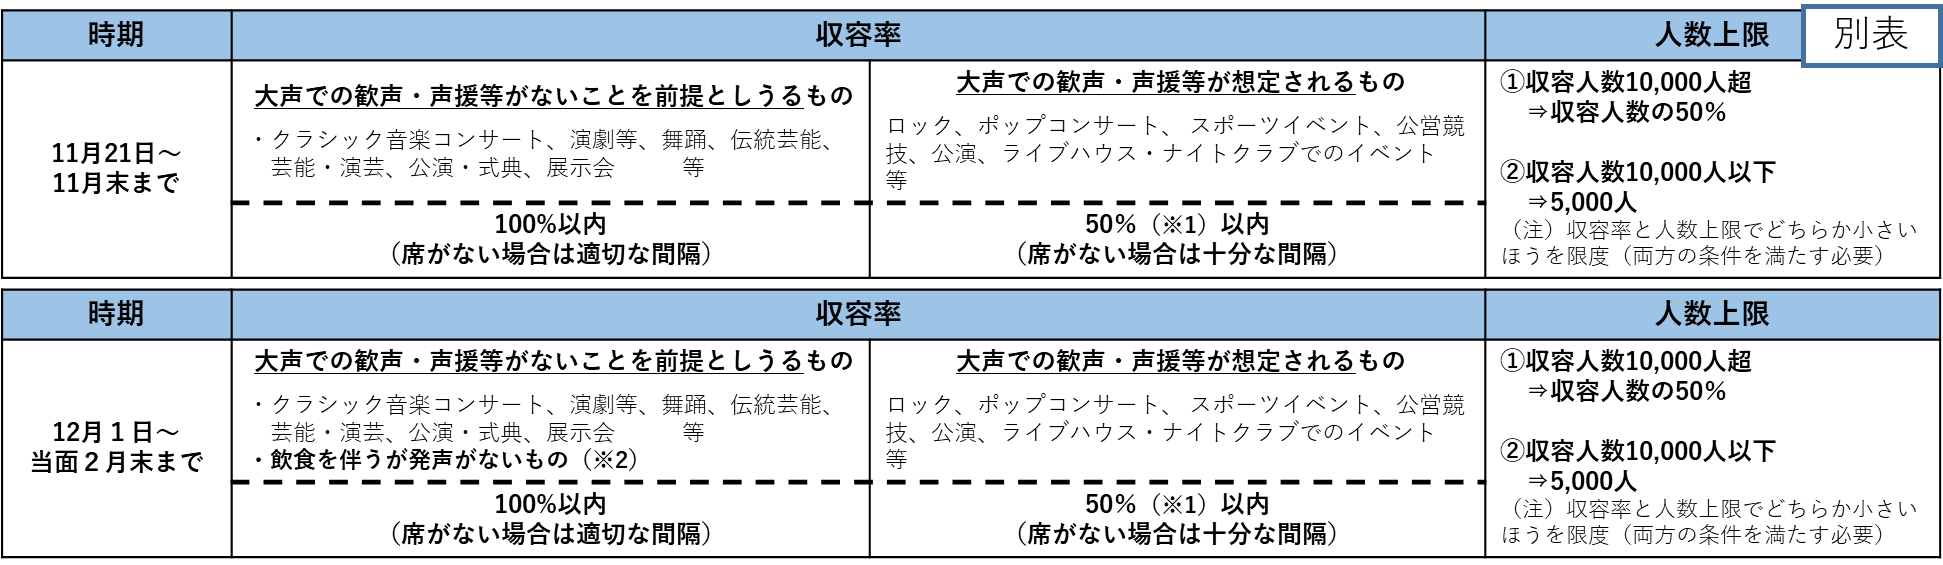 別表
時期
収容率
人数上限
11月21日～
11月末まで
大声での歓声・声援等がないことを前提としうるもの
・クラシック音楽コンサート、演劇等、舞踊、伝統芸能、
芸能・演芸、公演・式典、展示会　　　等
100%以内
（席がない場合は適切な間隔）
大声での歓声・声援等が想定されるもの
ロック、ポップコンサート、 スポーツイベント、公営競
技、公演、ライブハウス・ナイトクラブでのイベント
等
50%（※1）以内
（席がない場合は十分な間隔）
①収容人数10,000人超
⇒収容人数の50%
②収容人数10,000人以下
⇒5,000人
（注）収容率と人数上限でどちらか小さい
ほうを限度（両方の条件を満たす必要）
時期
収容率
人数上限
12月１日～
当面２月末まで
大声での歓声・声援等がないことを前提としうるもの
・クラシック音楽コンサート、演劇等、舞踊、伝統芸能、
芸能・演芸、公演・式典、展示会　　　等
・飲食を伴うが発声がないもの（※2）
100%以内
（席がない場合は適切な間隔）
大声での歓声・声援等が想定されるもの
ロック、ポップコンサート、 スポーツイベント、公営競
技、公演、ライブハウス・ナイトクラブでのイベント
等
50%（※1）以内
（席がない場合は十分な間隔）
①収容人数10,000人超
⇒収容人数の50%
②収容人数10,000人以下
⇒5,000人
（注）収容率と人数上限でどちらか小さい
ほうを限度（両方の条件を満たす必要）